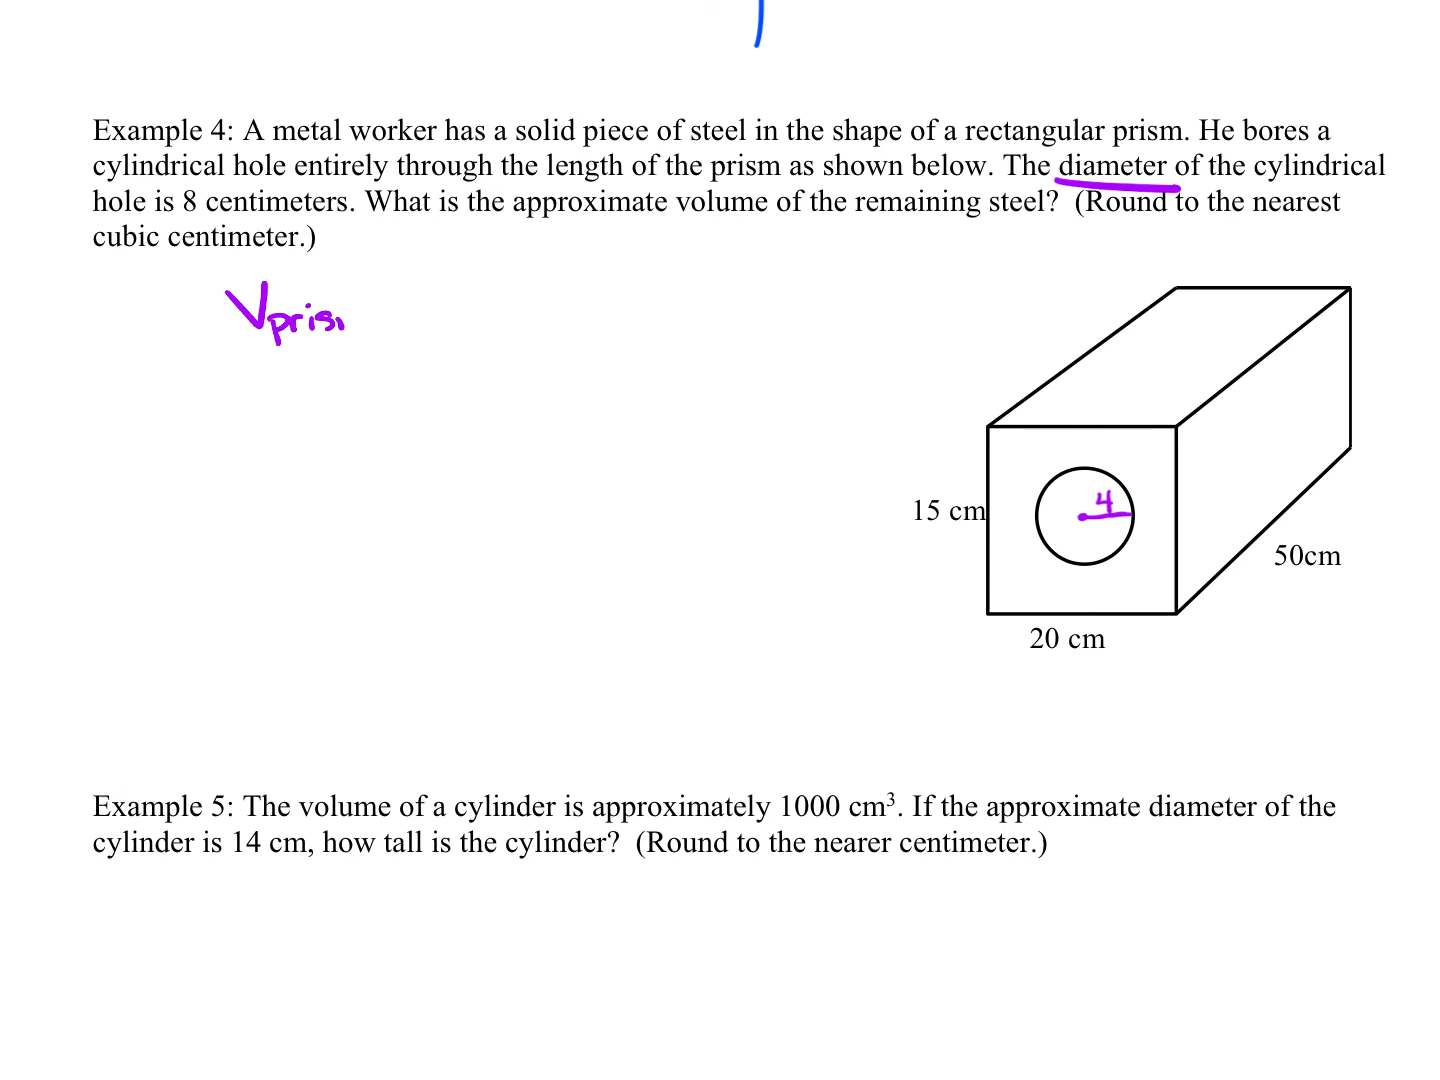 Example 4: A metal worker has a solid piece of steel in the shape of a rectangular prism. He bores a
cylindrical hole entirely through the length of the prism as shown below. The diameter of the cylindrical
hole is 8 centimeters. What is the approximate volume of the remaining steel? (Round to the nearest
cubic centimeter.)
4
15 cm
50cm
20 cm
Example 5: The volume of a cylinder is approximately 1000 cm³. If the approximate diameter of the
cylinder is 14 cm, how tall is the cylinder? (Round to the nearer centimeter.)